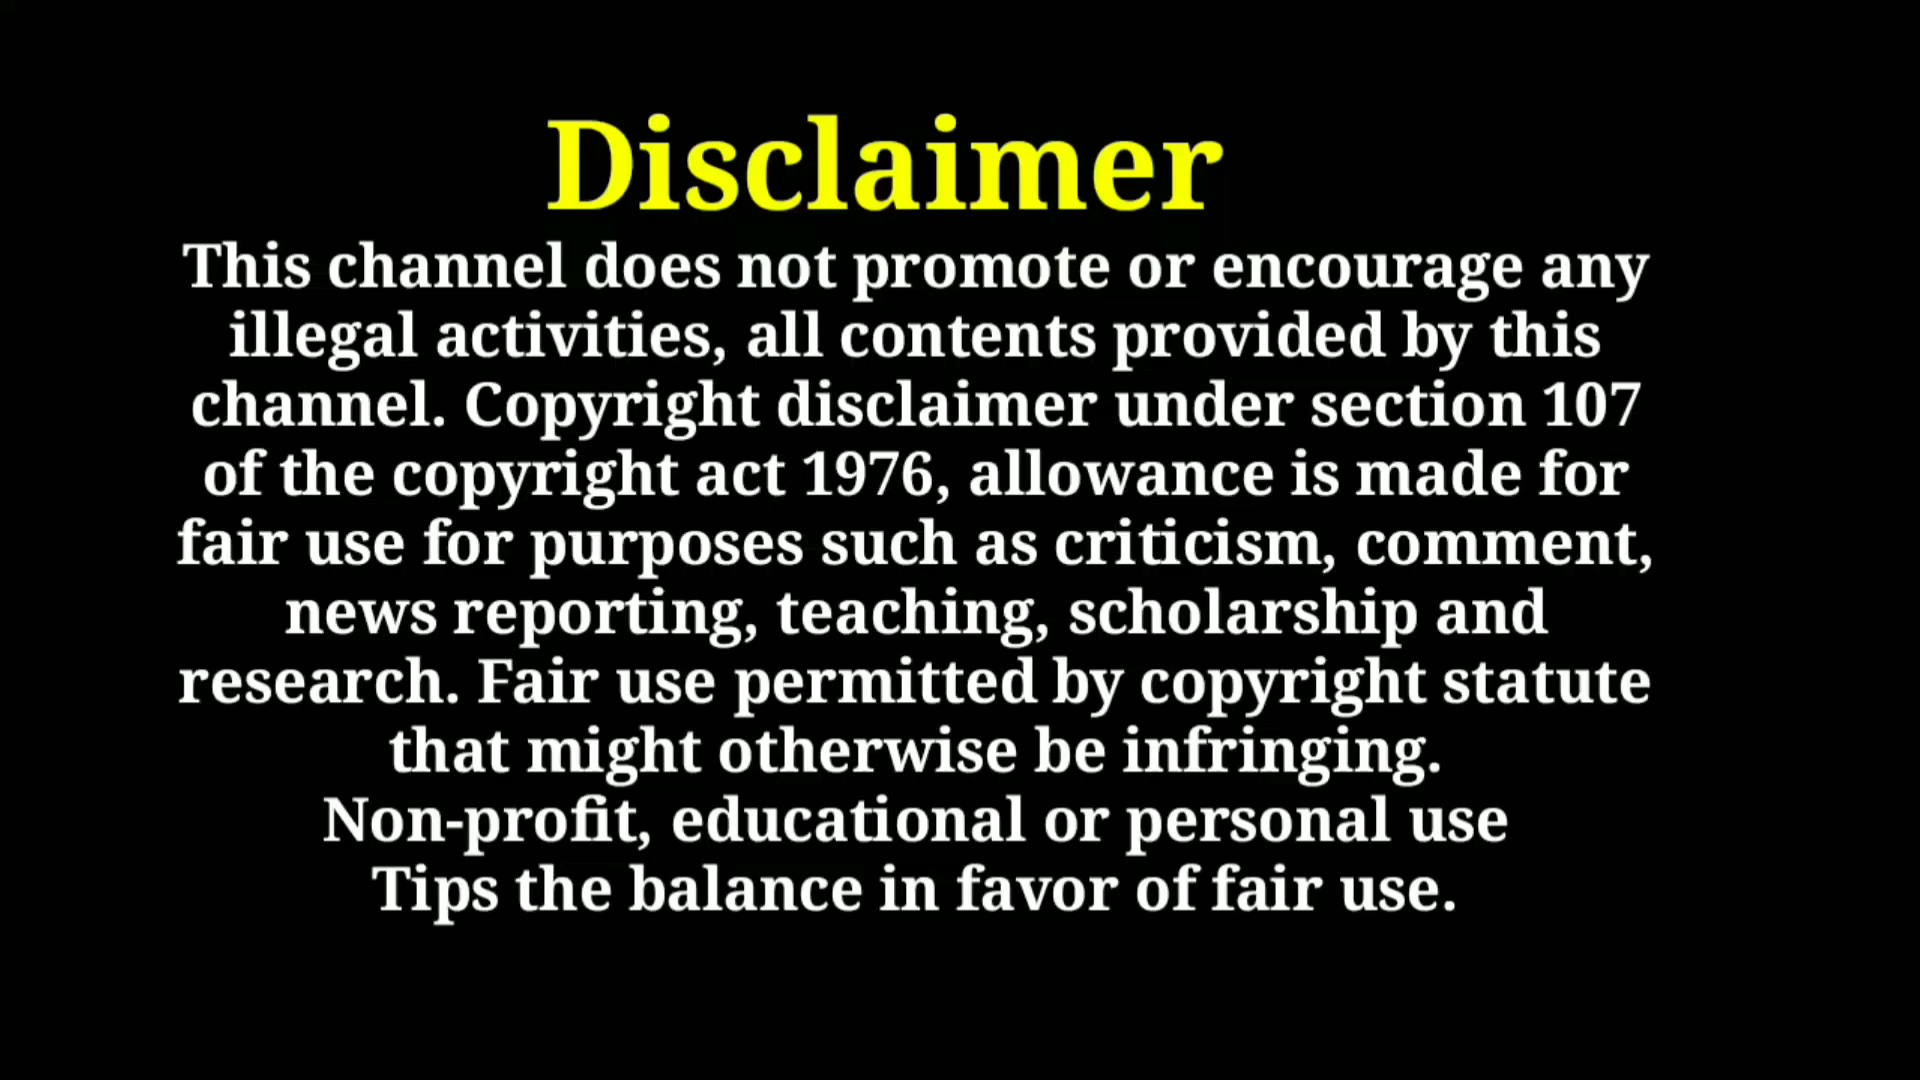 Disclaimer
This channel does not promote or encourage any
illegal activities, all contents provided by this
channel. Copyright disclaimer under section 107
of the copyright act 1976, allowance is made for
fair use for purposes such as criticism, comment,
news reporting, teaching, scholarship and
research. Fair use permitted by copyright statute
that might otherwise be infringing.
Non-profit, educational or personal use
Tips the balance in favor of fair use.